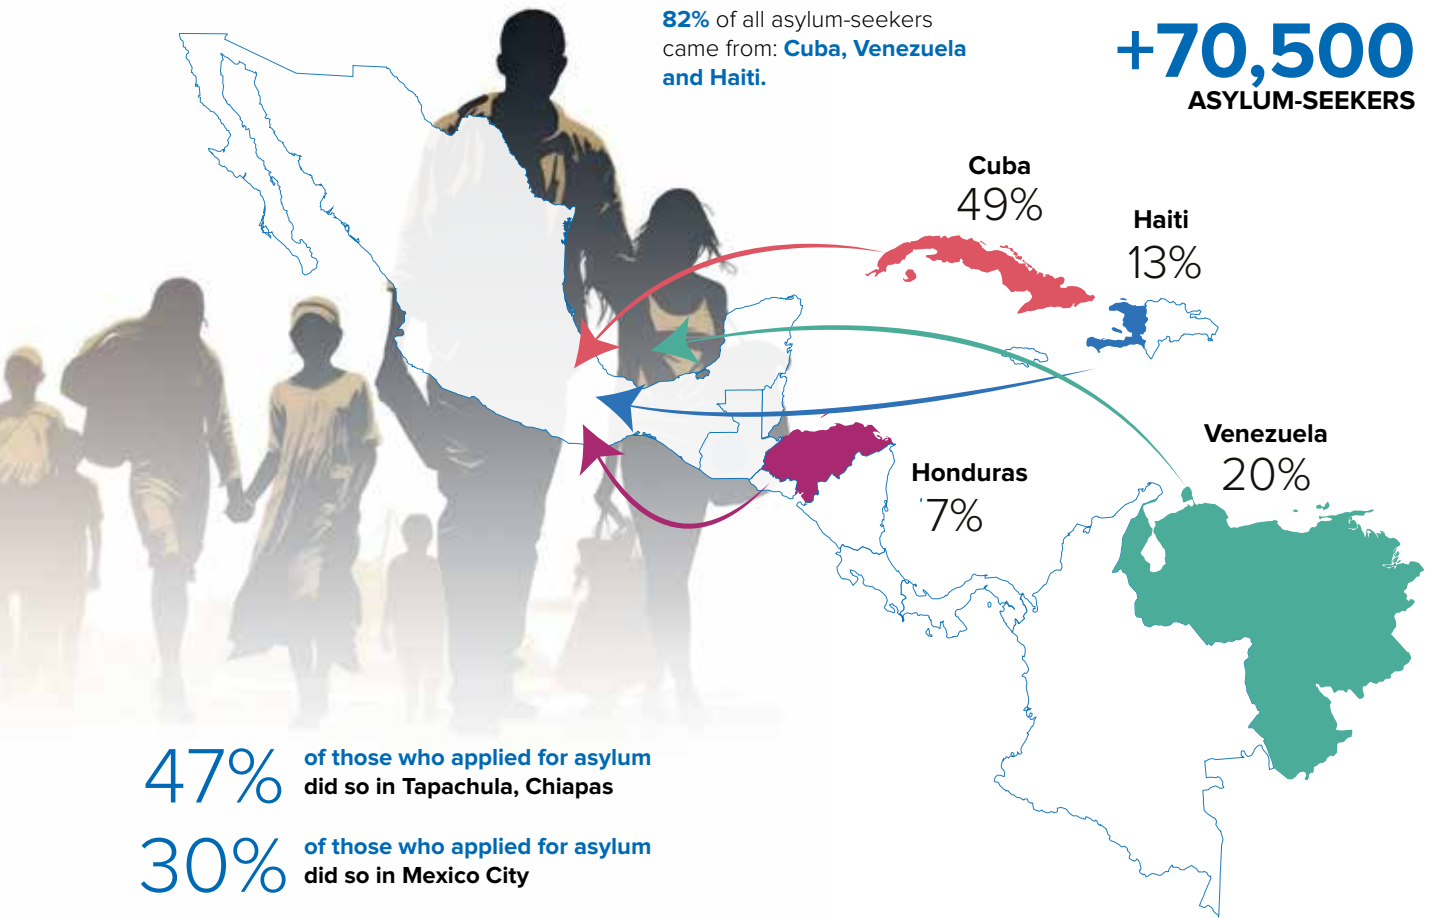 82% of all asylum-seekers
came from: Cuba, Venezuela
and Haiti.
+70,500
ASYLUM-SEEKERS
Cuba
49%
Haiti
13%
Venezuela
20%
Honduras
7%
47%
of those who applied for asylum
did so in Tapachula, Chiapas
30%
of those who applied for asylum
did so in Mexico City